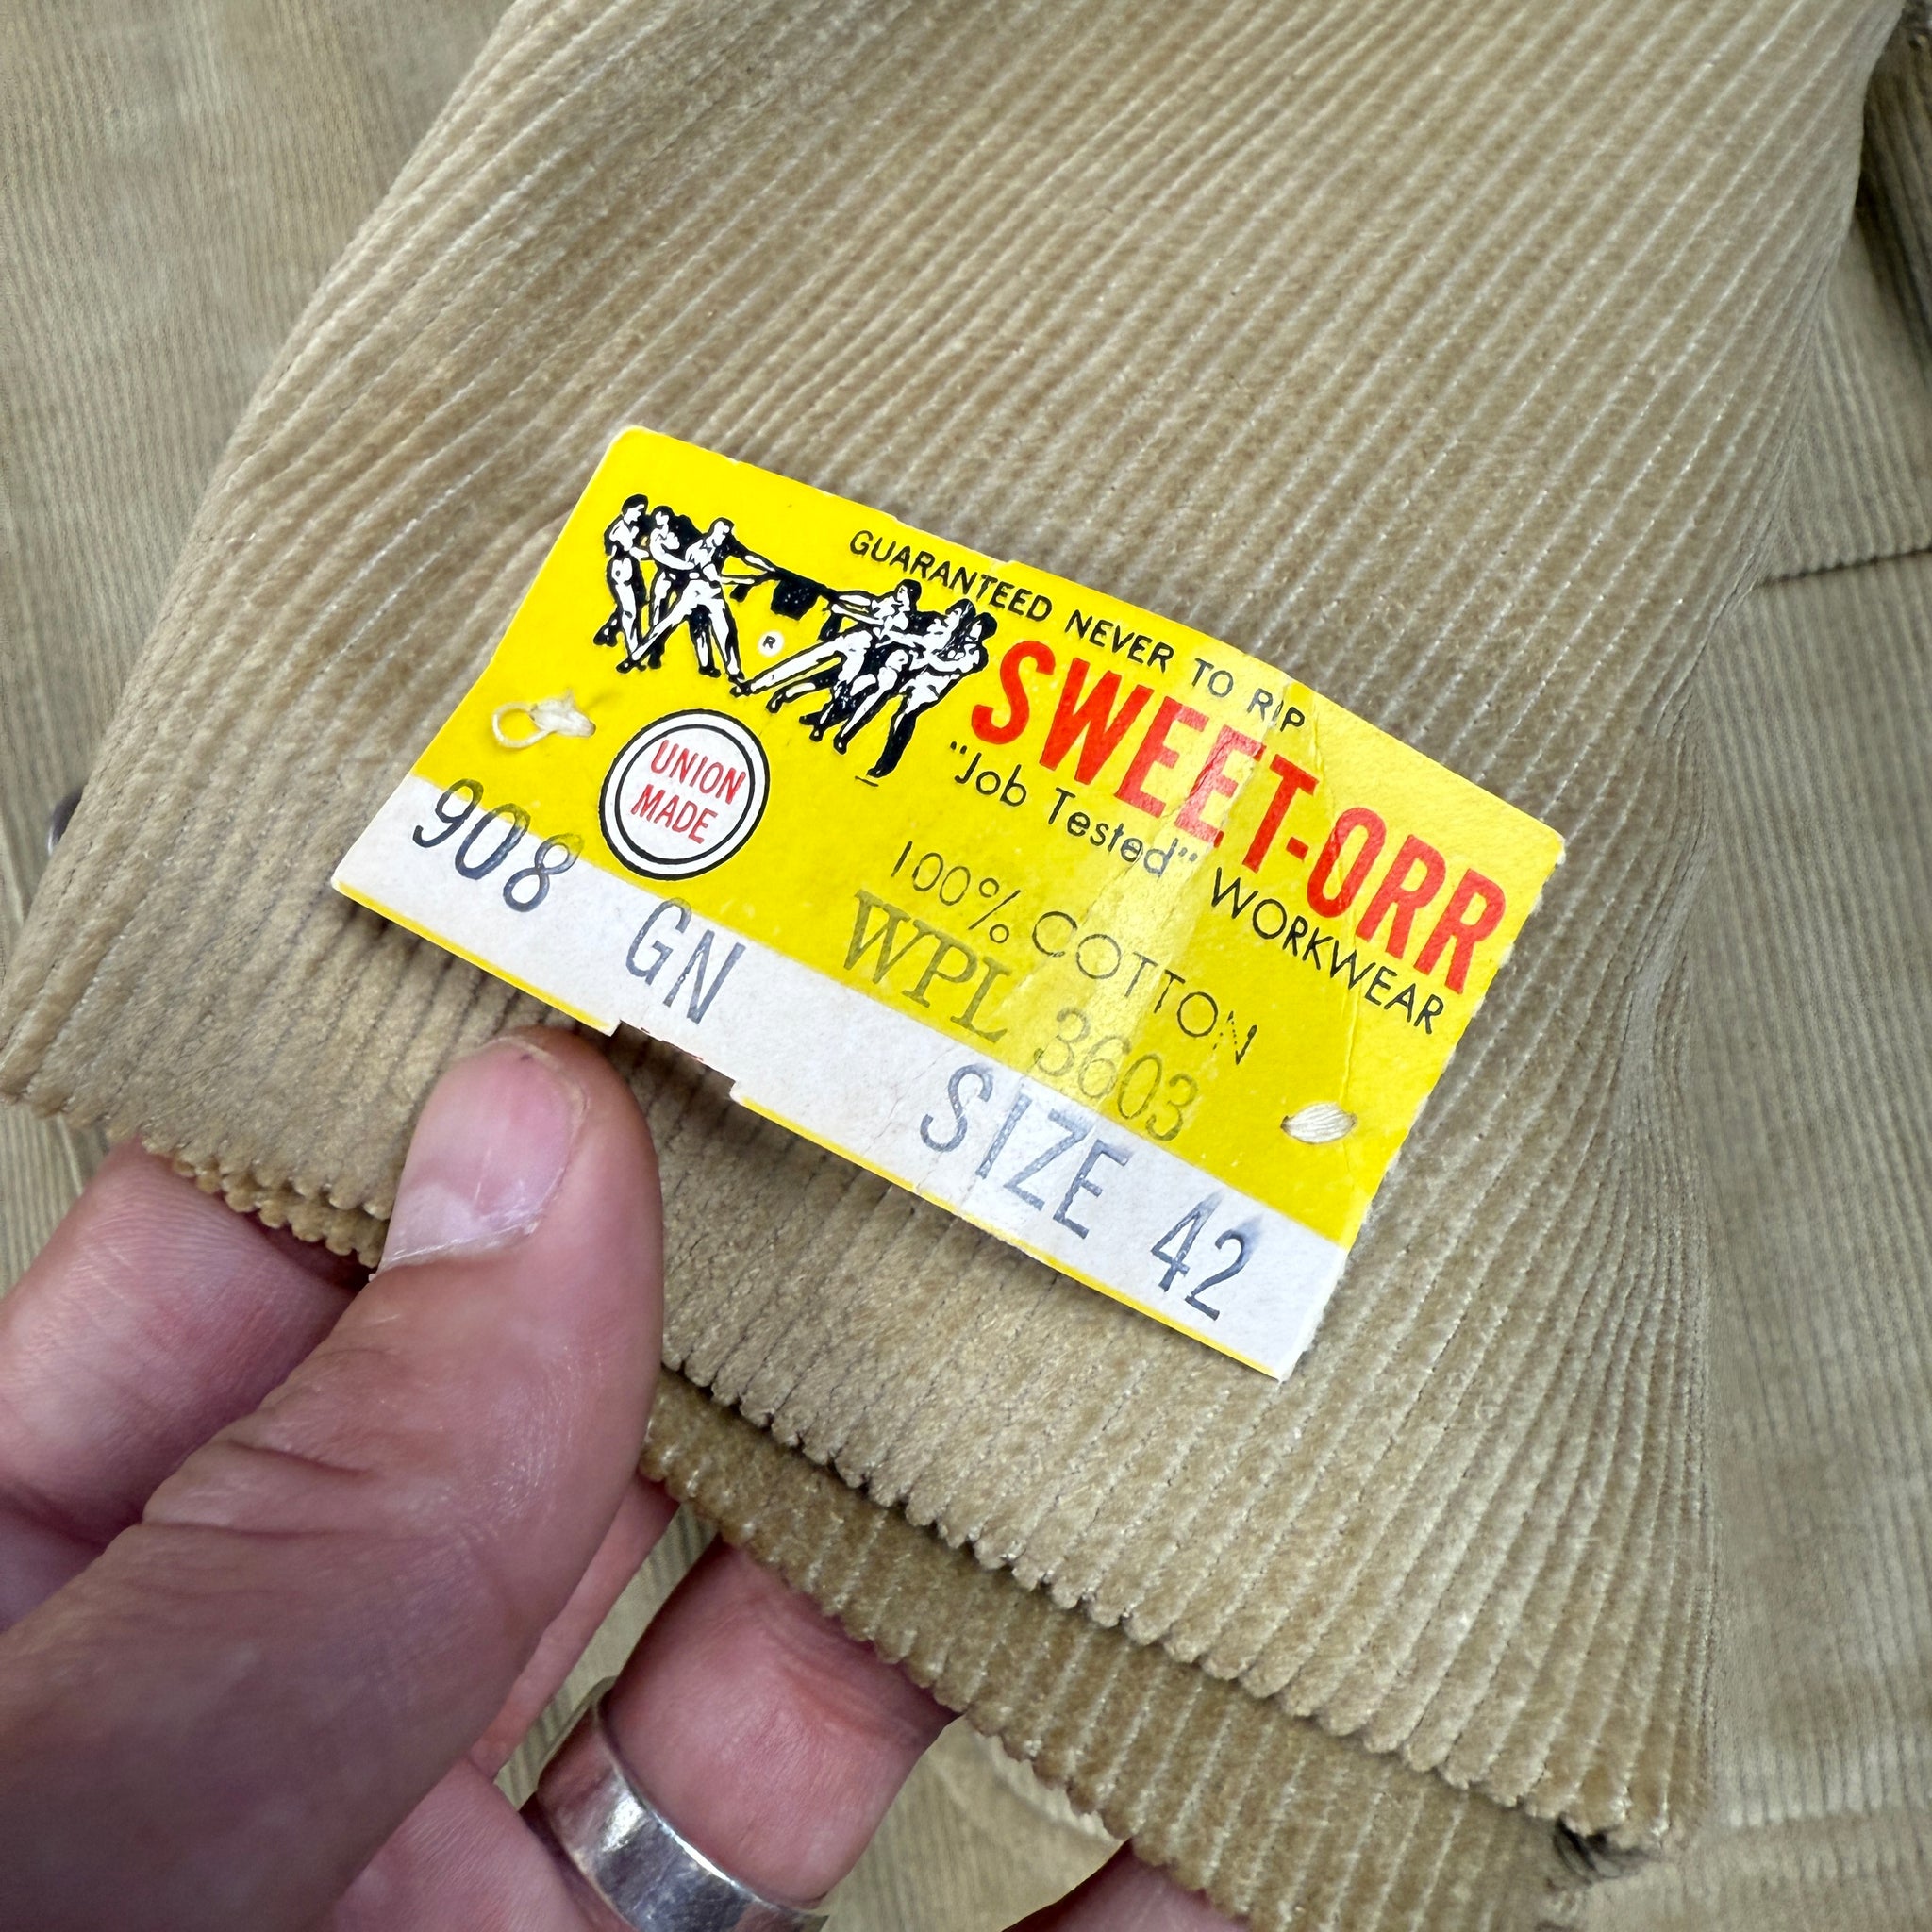 GUARANTEED NEVER TO RIP
®
SWEET-ORR
"Job Tested" WORKWEAR
UNION
MADE
100% COTTON
WPL 3603
908 GN SIZE 42